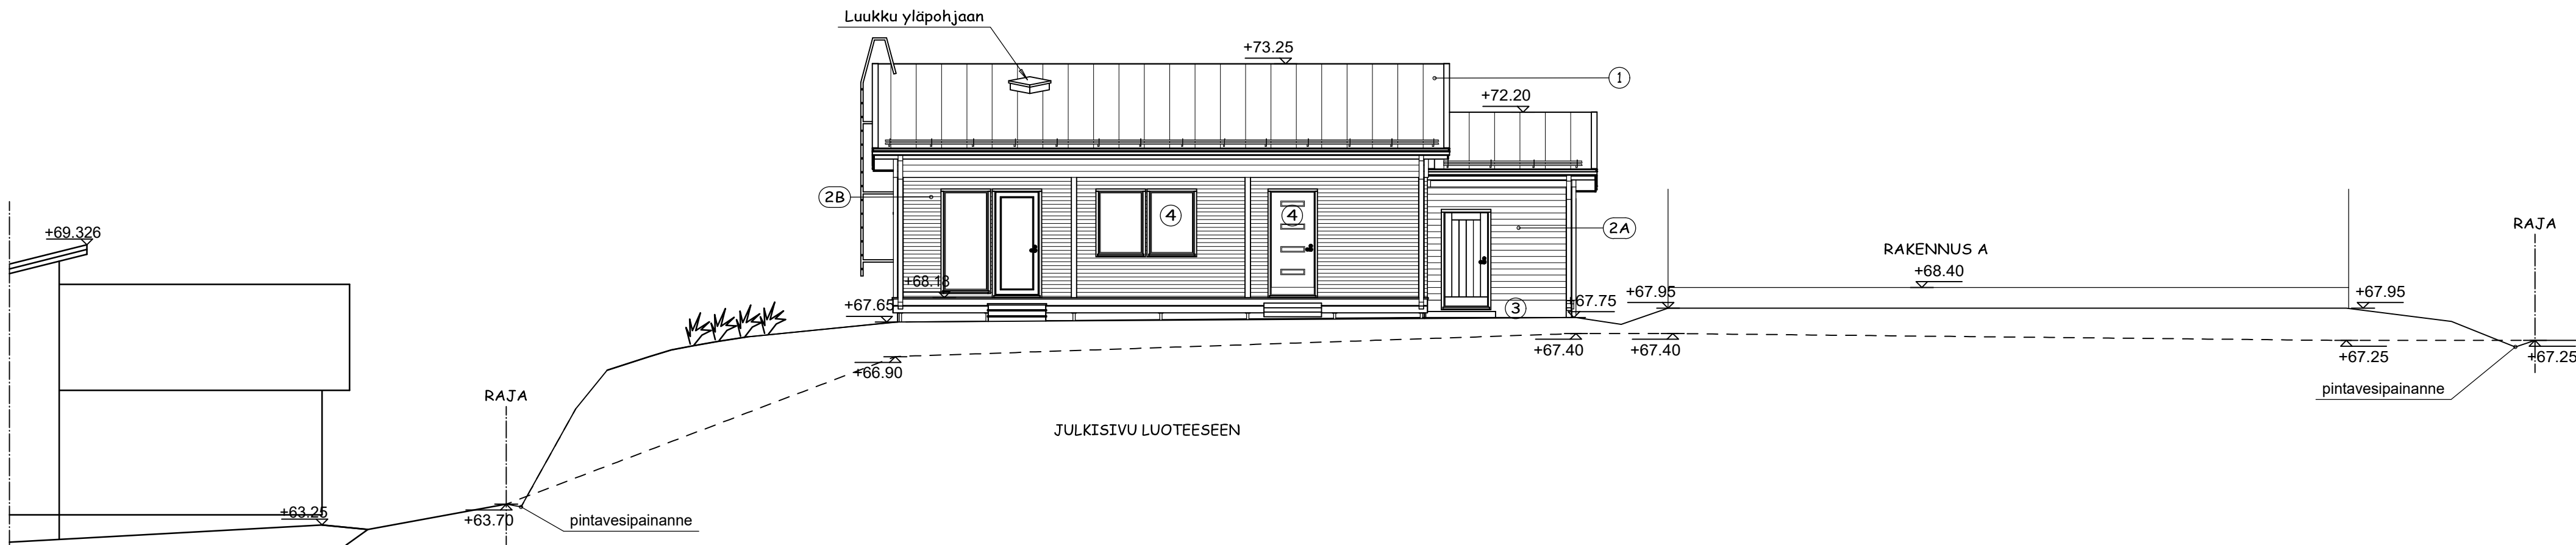 Luukku yläpohjaan
+73.25
1
+72.20
2B
4
4
2A
+69.326
RAJA
RAKENNUS A
+68.40
+68.13
+67.65
3
+67.75
+67.95
+67.95
+67.40
+67.40
+67.25
+67.25
+66.90
pintavesipainanne
RAJA
JULKISIVU LUOTEESEEN
+63.25
+63.70
pintavesipainanne